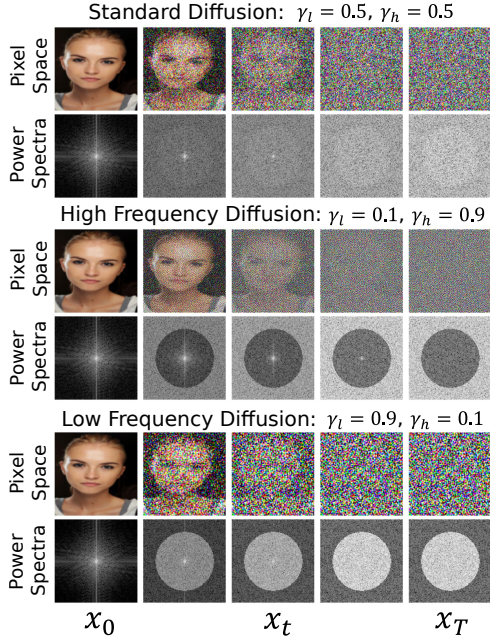 Standard Diffusion: γ_l = 0.5, γ_h = 0.5
Pixel Space
Power Spectra
High Frequency Diffusion: γ_l = 0.1, γ_h = 0.9
Pixel Space
Power Spectra
Low Frequency Diffusion: γ_l = 0.9, γ_h = 0.1
Pixel Space
Power Spectra
x_0 x_t x_T